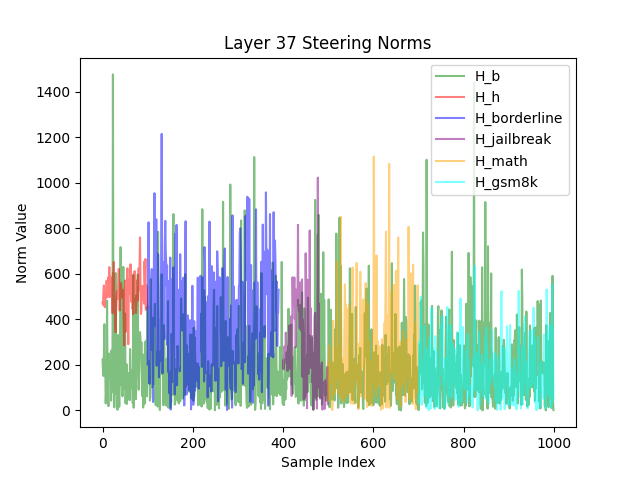 Layer 37 Steering Norms
Norm Value
1400
1200
1000
800
600
400
200
0
H_b
H_h
H_borderline
H_jailbreak
H_math
H_gsm8k
0
200
400
600
800
1000
Sample Index